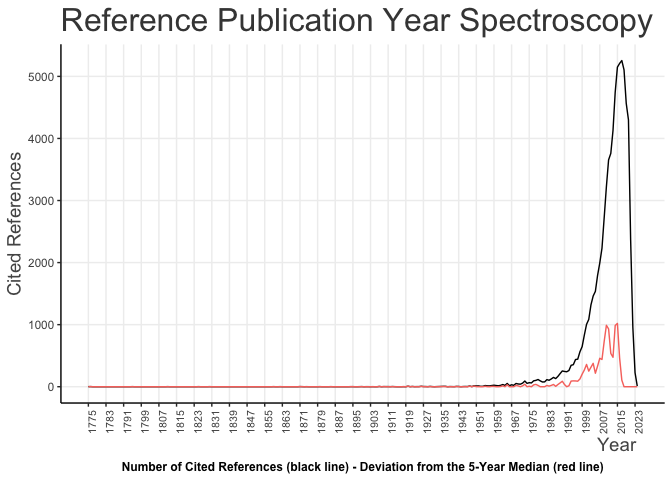 Reference Publication Year Spectroscopy
Cited References
5000
4000
3000
2000
1000
0
1775 1783 1791 1799 1807 1815 1823 1831 1839 1847 1855 1863 1871 1879 1887 1895 1903 1911 1919 1927 1935 1943 1951 1959 1967 1975 1983 1991 1999 2007 2015 2023
Year
Number of Cited References (black line) - Deviation from the 5-Year Median (red line)